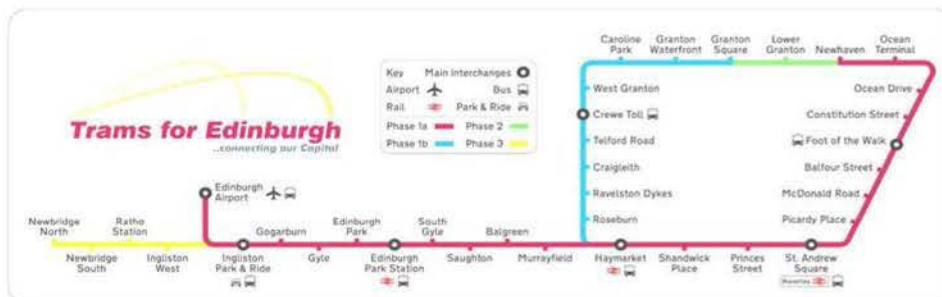 Trams for Edinburgh
...connecting our Capital
Key Main Interchanges
Airport Bus
Rail Park & Ride
Phase 1a Phase 2
Phase 1b Phase 3
Caroline
Park
Granton
Waterfront
Granton
Square
Lower
Granton
Newhaven
Ocean
Terminal
West Granton
Crewe Toll
Telford Road
Craigleith
Ravelston Dykes
Roseburn
Ocean Drive
Constitution Street
Foot of the Walk
Balfour Street
McDonald Road
Picardy Place
Edinburgh
Airport
Newbridge
North
Ratho
Station
Gogarburn
Edinburgh
Park
South
Gyle
Balgreen
Newbridge
South
Ingliston
West
Ingliston
Park & Ride
Gyle
Edinburgh
Park Station
Saughton
Murrayfield
Haymarket
Shandwick
Place
Princes
Street
St. Andrew
Square
Waverley